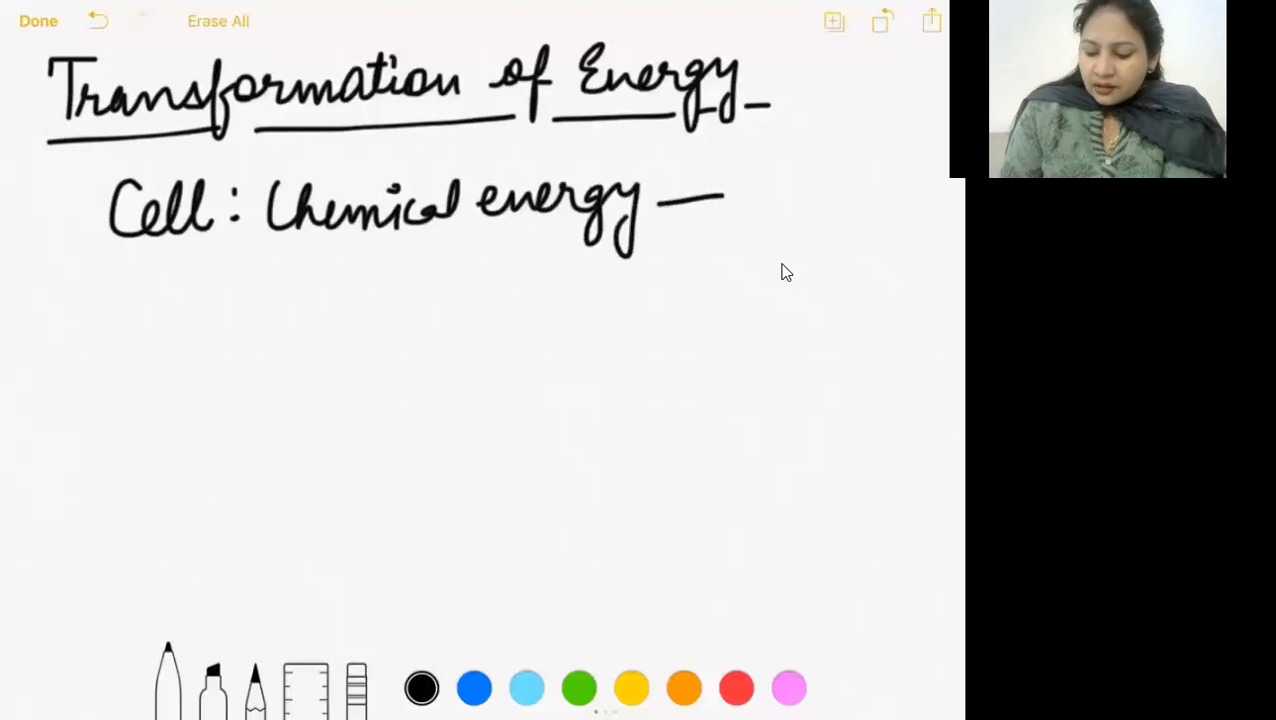 Done Erase All
Transformation of Energy
Cell: Chemical energy —